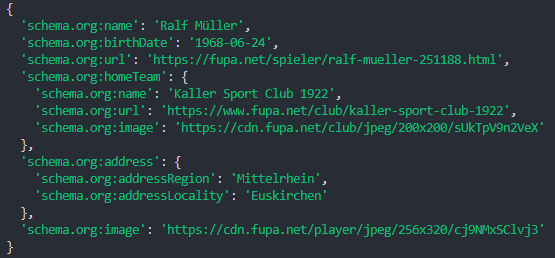 {
  'schema.org:name': 'Ralf Müller',
  'schema.org:birthDate': '1968-06-24',
  'schema.org:url': 'https://fupa.net/spieler/ralf-mueller-251188.html',
  'schema.org:homeTeam': {
    'schema.org:name': 'Kaller Sport Club 1922',
    'schema.org:url': 'https://www.fupa.net/club/kaller-sport-club-1922',
    'schema.org:image': 'https://cdn.fupa.net/club/jpeg/200x200/sUkTpV9n2VeX'
  },
  'schema.org:address': {
    'schema.org:addressRegion': 'Mittelrhein',
    'schema.org:addressLocality': 'Euskirchen'
  },
  'schema.org:image': 'https://cdn.fupa.net/player/jpeg/256x320/cj9NMxSClvj3'
}